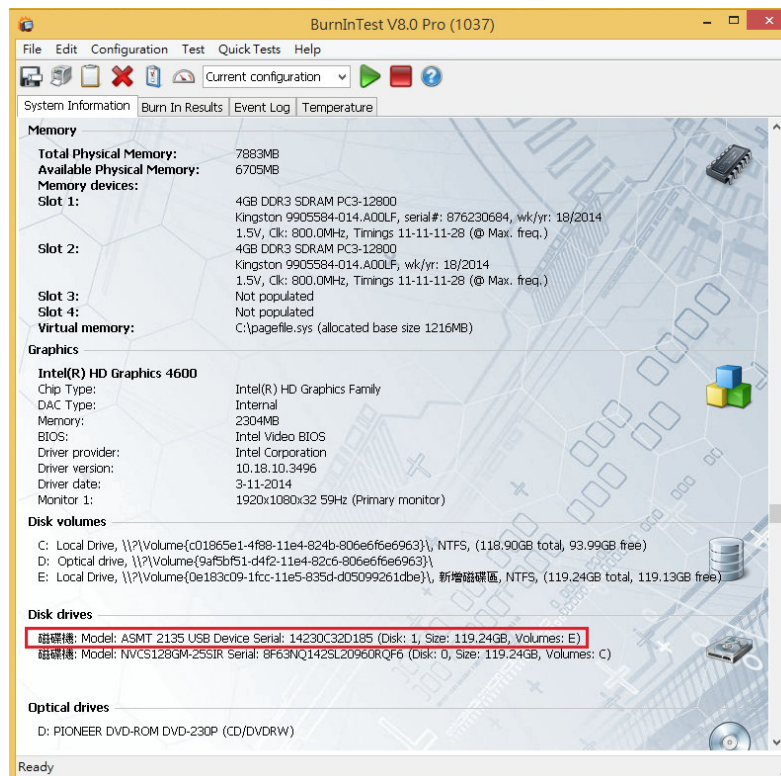 BurnInTest V8.0 Pro (1037)
File Edit Configuration Test Quick Tests Help
Current configuration
System Information Burn In Results Event Log Temperature
Memory
Total Physical Memory: 7883MB
Available Physical Memory: 6705MB
Memory devices:
Slot 1: 4GB DDR3 SDRAM PC3-12800
Kingston 9905584-014.A00LF, serial#: 876230684, wk/yr: 18/2014
1.5V, Clk: 800.0MHz, Timings 11-11-11-28 (@ Max. freq.)
Slot 2: 4GB DDR3 SDRAM PC3-12800
Kingston 9905584-014.A00LF, wk/yr: 18/2014
1.5V, Clk: 800.0MHz, Timings 11-11-11-28 (@ Max. freq.)
Slot 3: Not populated
Slot 4: Not populated
Virtual memory: C:\pagefile.sys (allocated base size 1216MB)
Graphics
Intel(R) HD Graphics 4600
Chip Type: Intel(R) HD Graphics Family
DAC Type: Internal
Memory: 2304MB
BIOS: Intel Video BIOS
Driver provider: Intel Corporation
Driver version: 10.18.10.3496
Driver date: 3-11-2014
Monitor 1: 1920x1080x32 59Hz (Primary monitor)
Disk volumes
C: Local Drive, \\?\Volume{c01865e1-4f88-11e4-824b-806e6f6e6963}\, NTFS, (118.90GB total, 93.99GB free)
D: Optical drive, \\?\Volume{9af5bf51-d4f2-11e4-82c6-806e6f6e6963}\
E: Local Drive, \\?\Volume{0e183c09-1fcc-11e5-835d-d05099261dbe}\, 新增磁碟區, NTFS, (119.24GB total, 119.13GB free)
Disk drives
磁碟機: Model: ASMT 2135 USB Device Serial: 14230C32D185 (Disk: 1, Size: 119.24GB, Volumes: E)
磁碟機: Model: NVCS128GM-25SIR Serial: 8F63NQ142SL20960RQF6 (Disk: 0, Size: 119.24GB, Volumes: C)
Optical drives
D: PIONEER DVD-ROM DVD-230P (CD/DVDRW)
Ready